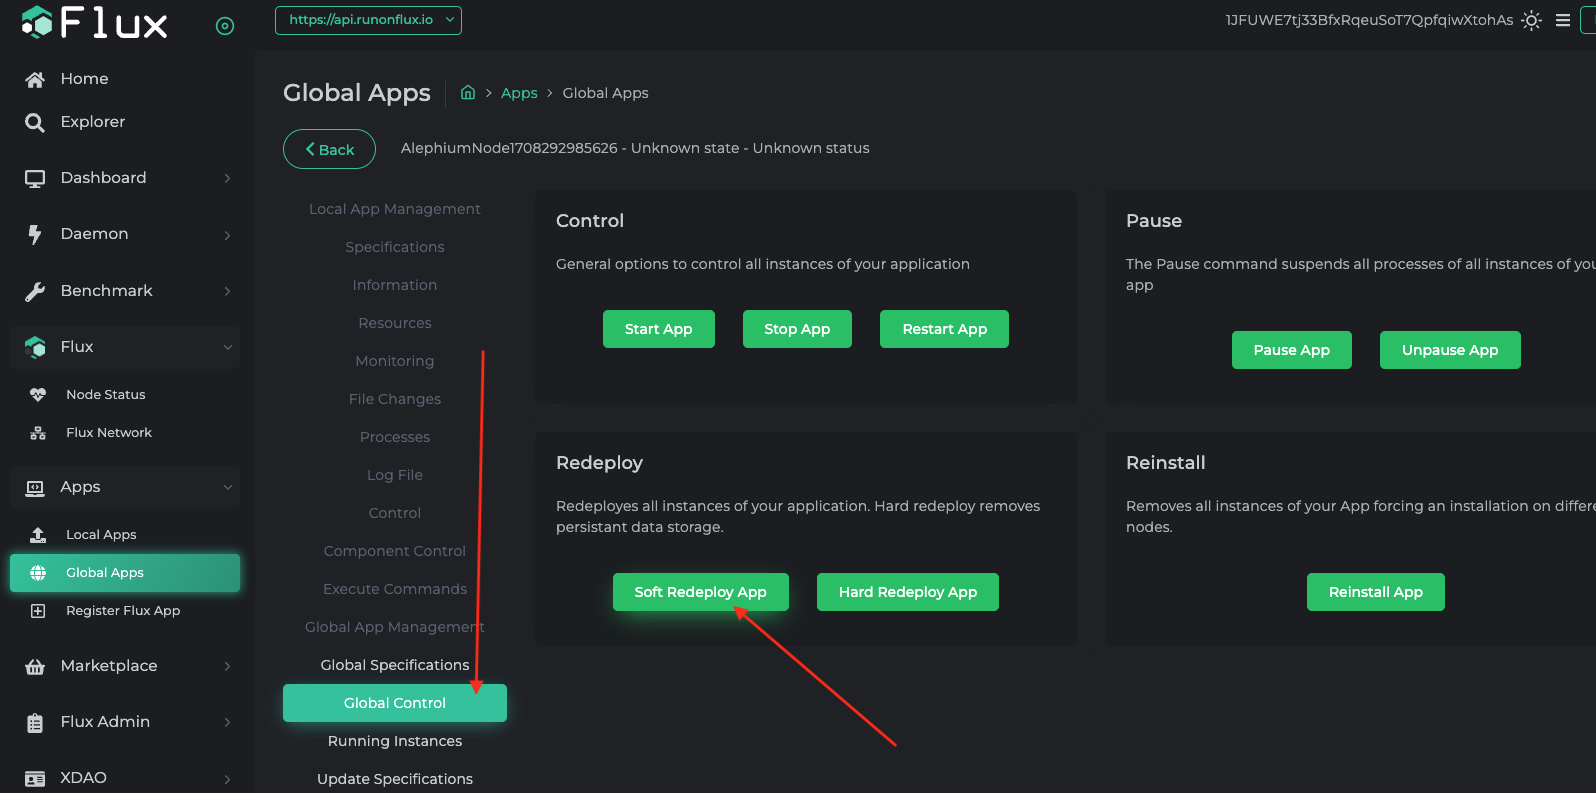 Flux
https://api.runonflux.io
1JFUWE7tj33BfxRqeuSoT7QpfqiwXtohAs
Home
Explorer
Dashboard
Daemon
Benchmark
Flux
Node Status
Flux Network
Apps
Local Apps
Global Apps
Register Flux App
Marketplace
Flux Admin
XDAO
Global Apps
Apps
Global Apps
Back
AlephiumNode1708292985626 - Unknown state - Unknown status
Local App Management
Specifications
Information
Resources
Monitoring
File Changes
Processes
Log File
Control
Component Control
Execute Commands
Global App Management
Global Specifications
Global Control
Running Instances
Update Specifications
Control
General options to control all instances of your application
Start App
Stop App
Restart App
Pause
The Pause command suspends all processes of all instances of you
app
Pause App
Unpause App
Redeploy
Redeployes all instances of your application. Hard redeploy removes
persistant data storage.
Soft Redeploy App
Hard Redeploy App
Reinstall
Removes all instances of your App forcing an installation on differe
nodes.
Reinstall App